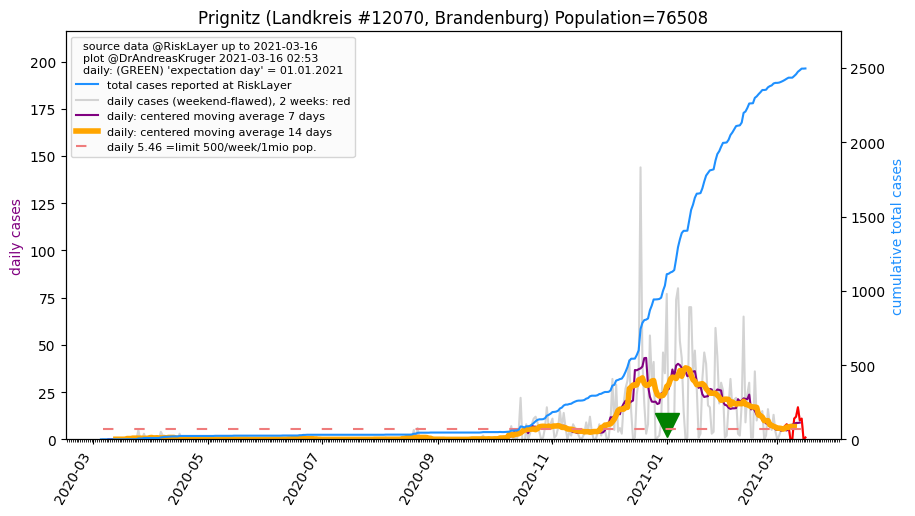 Prignitz (Landkreis #12070, Brandenburg) Population=76508
source data @RiskLayer up to 2021-03-16
plot @DrAndreasKruger 2021-03-16 02:53
daily: (GREEN) 'expectation day' = 01.01.2021
total cases reported at RiskLayer
daily cases (weekend-flawed), 2 weeks: red
daily: centered moving average 7 days
daily: centered moving average 14 days
daily 5.46 =limit 500/week/1mio pop.
daily cases
200
175
150
125
100
75
50
25
0
2500
2000
1500
1000
500
0
cumulative total cases
2020-03
2020-05
2020-07
2020-09
2020-11
2021-01
2021-03